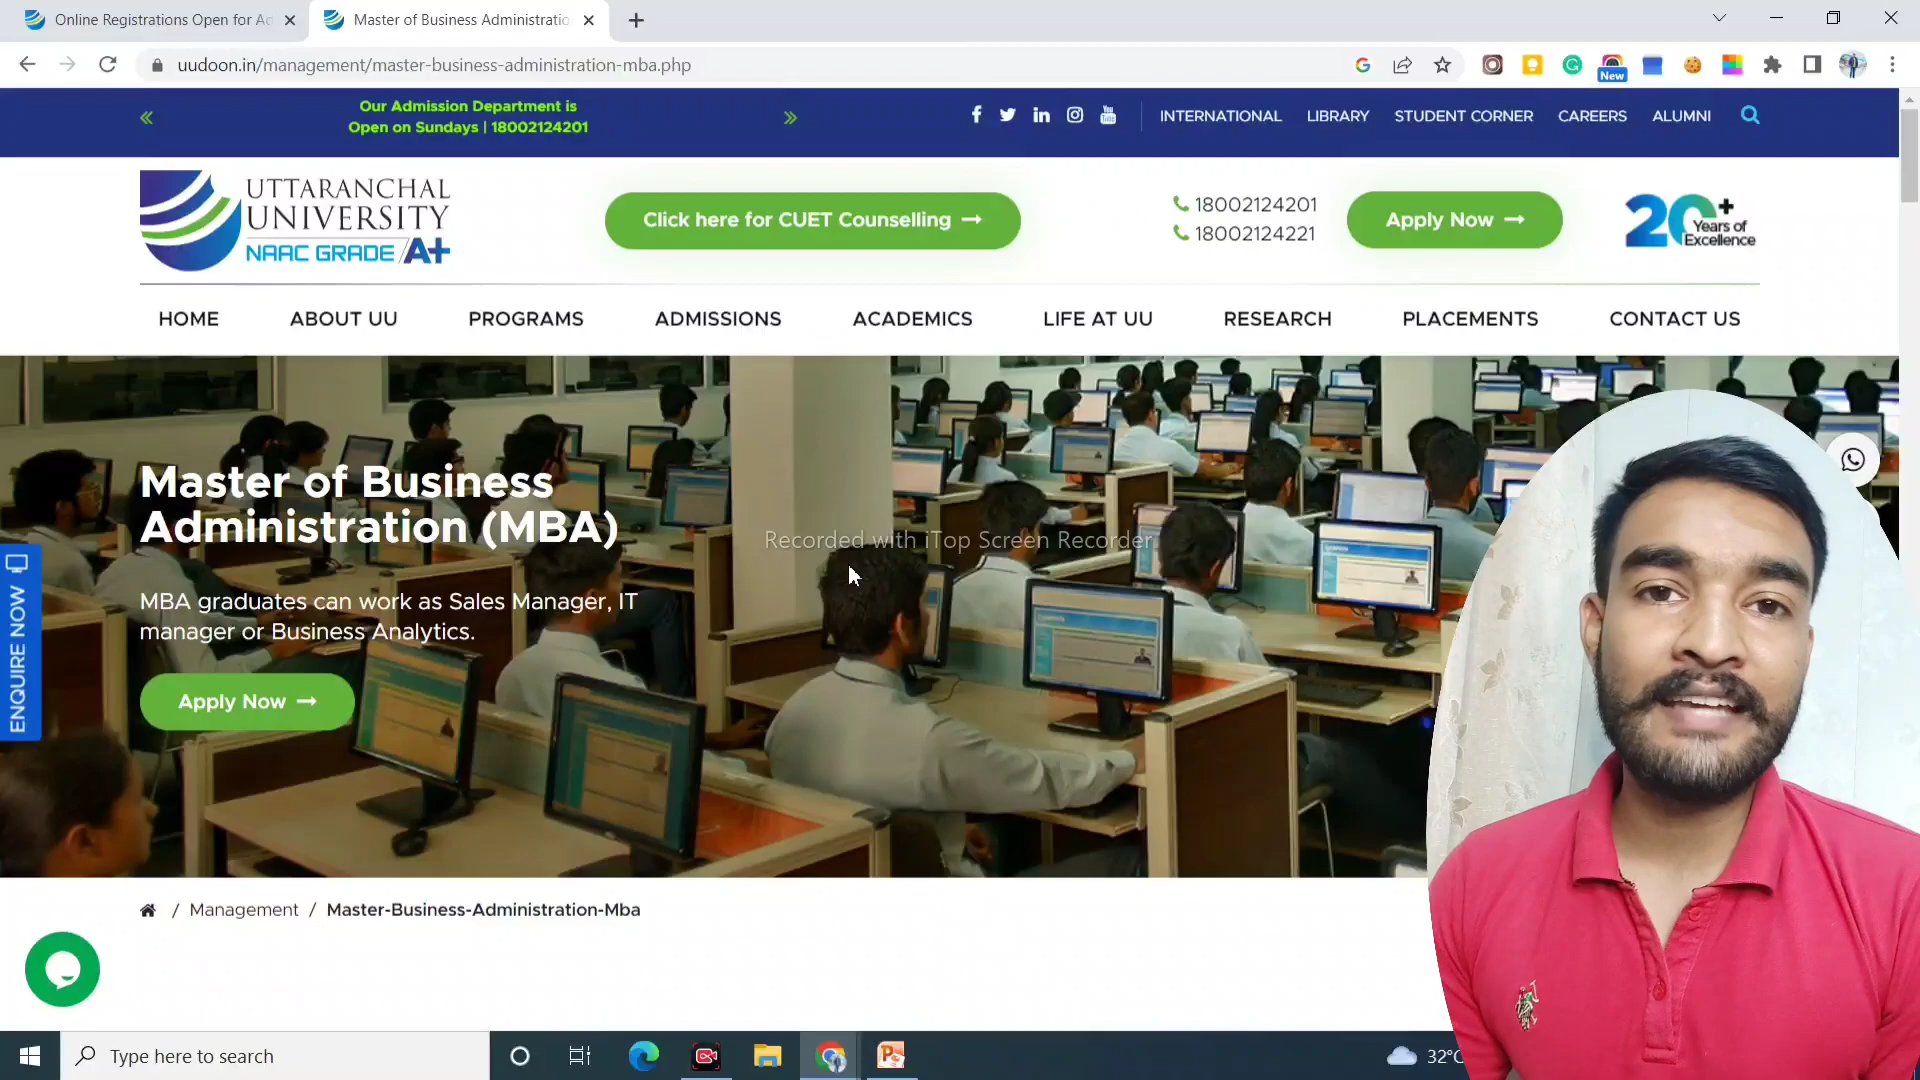 Online Registrations Open for Ad
Master of Business Administratio
uudoon.in/management/master-business-administration-mba.php
New
Our Admission Department is
Open on Sundays | 18002124201
You
Tube
INTERNATIONAL
LIBRARY
STUDENT CORNER
CAREERS
ALUMNI
UTTARANCHAL
UNIVERSITY
NAAC GRADE A+
Click here for CUET Counselling
18002124201
18002124221
Apply Now
20+
Years of
Excellence
HOME
ABOUT UU
PROGRAMS
ADMISSIONS
ACADEMICS
LIFE AT UU
RESEARCH
PLACEMENTS
CONTACT US
Master of Business
Administration (MBA)
Recorded with iTop Screen Recorder
MBA graduates can work as Sales Manager, IT
manager or Business Analytics.
Apply Now
ENQUIRE NOW
/ Management / Master-Business-Administration-Mba
Type here to search
32°C